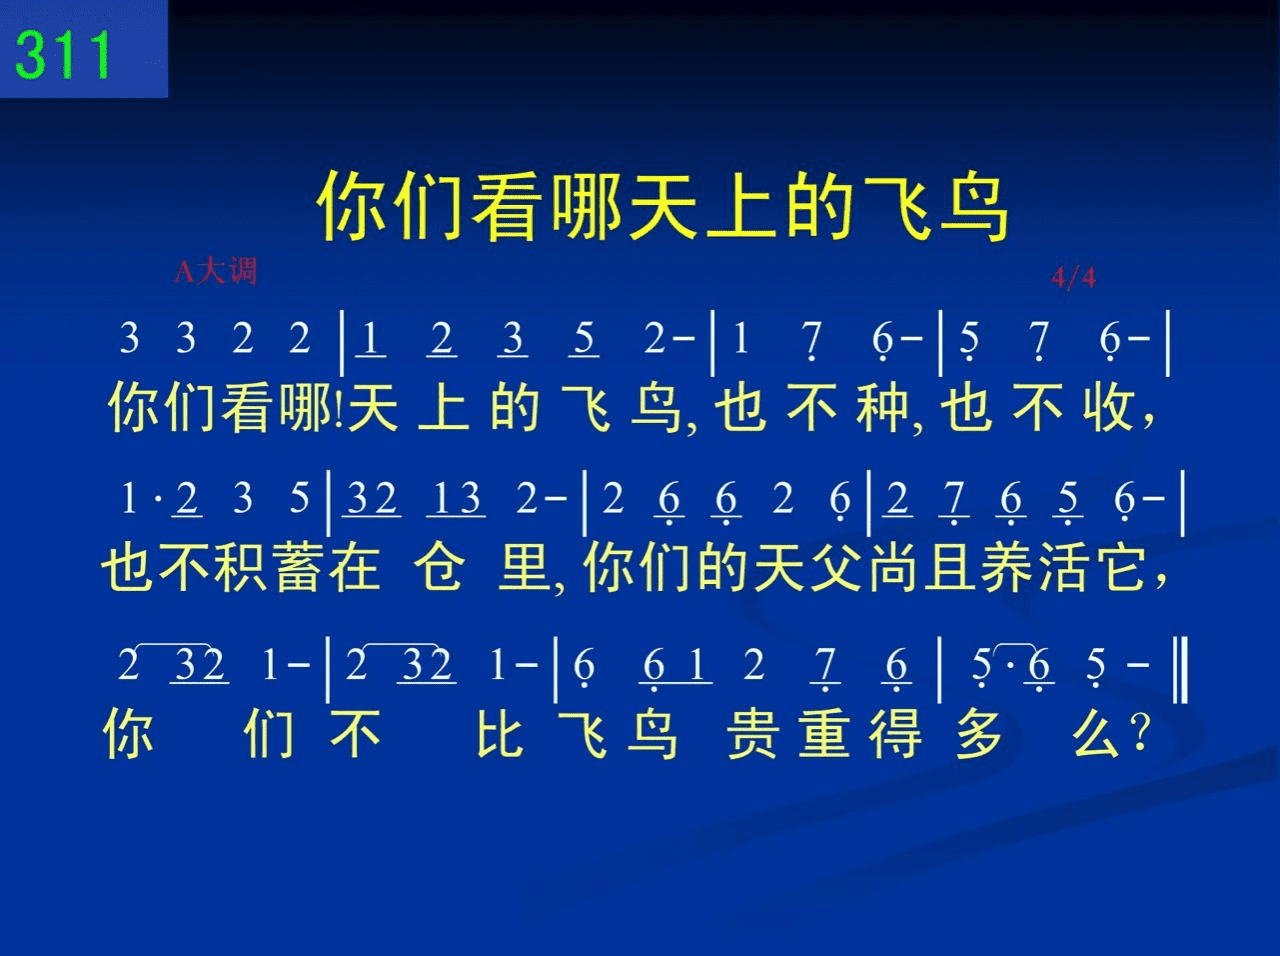 311
你们看哪天上的飞鸟
A大调 4/4
3 3 2 2 | 1 2 3 5 2- | 1 7 6- | 5 7 6- |
你们看哪!天上的飞鸟,也不种,也不收,
1·2 3 5 | 32 13 2- | 2 6 6 2 6 | 2 7 6 5 6- |
也不积蓄在仓里,你们的天父尚且养活它,
2 32 1- | 2 32 1- | 6 6 1 2 7 6 | 5·6 5 - ‖
你们不比飞鸟贵重得多么?